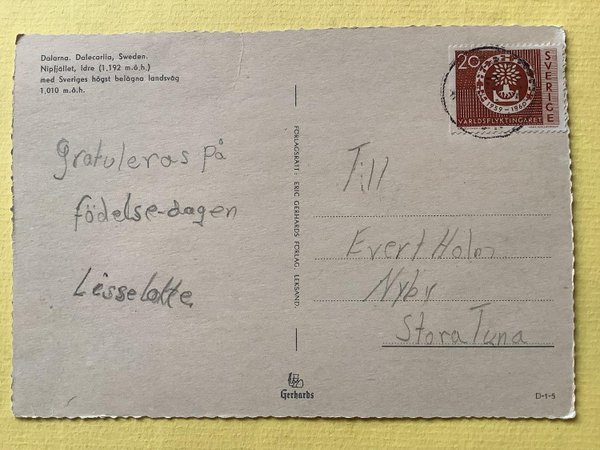 Dalarna. Dalecarlia, Sweden.
Nipfjället, Idre (1,192 m.ö.h.)
med Sveriges högst belägna landsväg
1,010 m.ö.h.
20
SVERIGE
1959-1960
VÄRLDSFLYKTINGÅRET
Gratuleras på
födelse-dagen
Lisselotte
FÖRLAGSRÄTT: ERIC GERHARDS FÖRLAG, LEKSAND.
Till
Evert Holm
Nyby
Stora Tuna
Gerhards
D-1-5